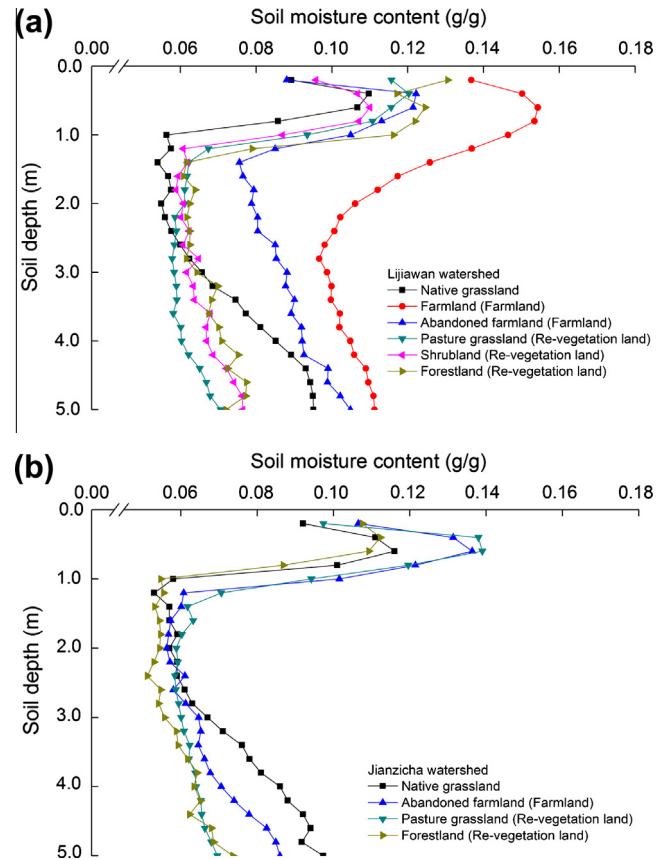 (a)
Soil moisture content (g/g)
0.00 0.06 0.08 0.10 0.12 0.14 0.16 0.18
0.0
1.0
2.0
3.0
4.0
5.0
Soil depth (m)
Lijiawan watershed
Native grassland
Farmland (Farmland)
Abandoned farmland (Farmland)
Pasture grassland (Re-vegetation land)
Shrubland (Re-vegetation land)
Forestland (Re-vegetation land)
(b)
Soil moisture content (g/g)
0.00 0.06 0.08 0.10 0.12 0.14 0.16 0.18
0.0
1.0
2.0
3.0
4.0
5.0
Soil depth (m)
Jianzicha watershed
Native grassland
Abandoned farmland (Farmland)
Pasture grassland (Re-vegetation land)
Forestland (Re-vegetation land)